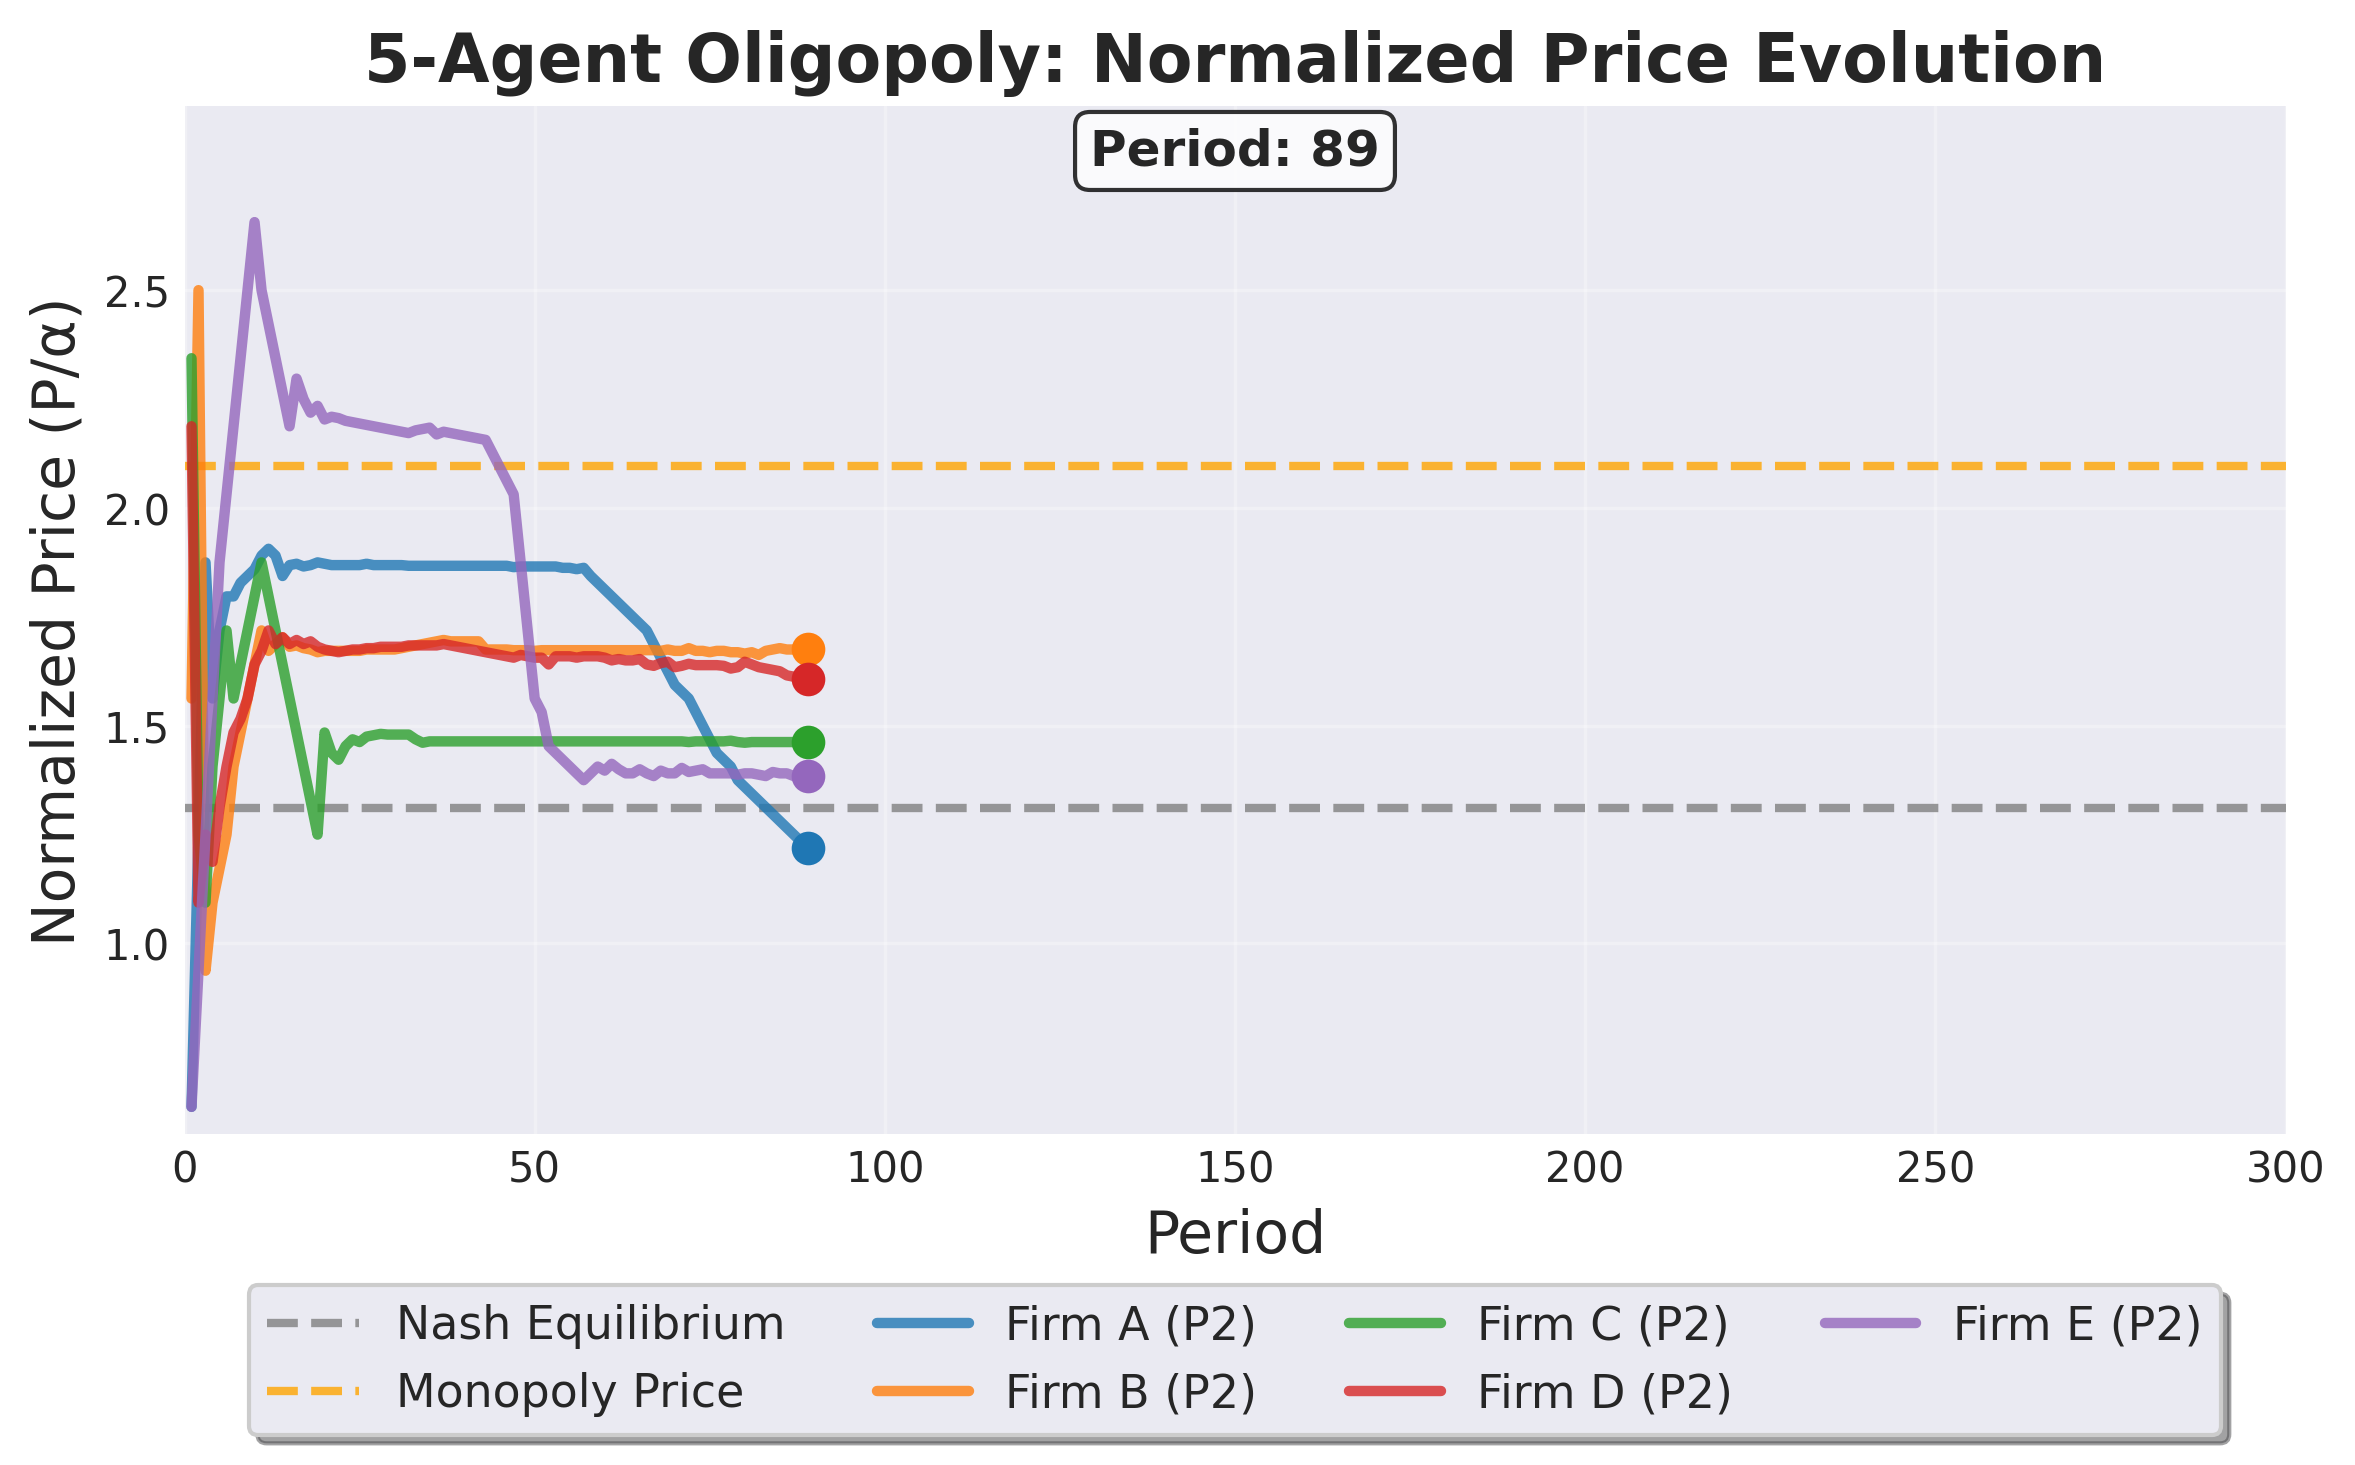 5-Agent Oligopoly: Normalized Price Evolution
Period: 89
Normalized Price (P/α)
2.5
2.0
1.5
1.0
0 50 100 150 200 250 300
Period
Nash Equilibrium Firm A (P2) Firm C (P2) Firm E (P2)
Monopoly Price Firm B (P2) Firm D (P2)